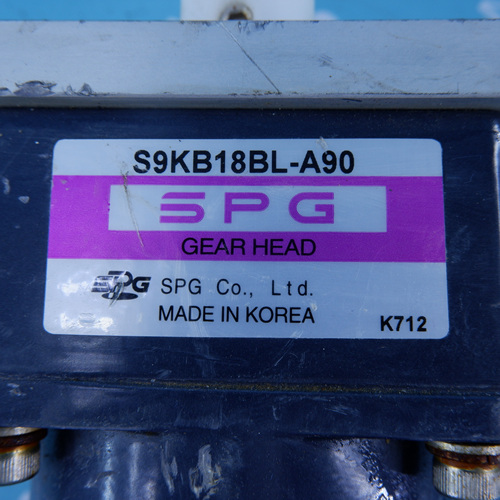 S9KB18BL-A90
SPG
GEAR HEAD
SPG SPG Co., Ltd.
MADE IN KOREA
K712